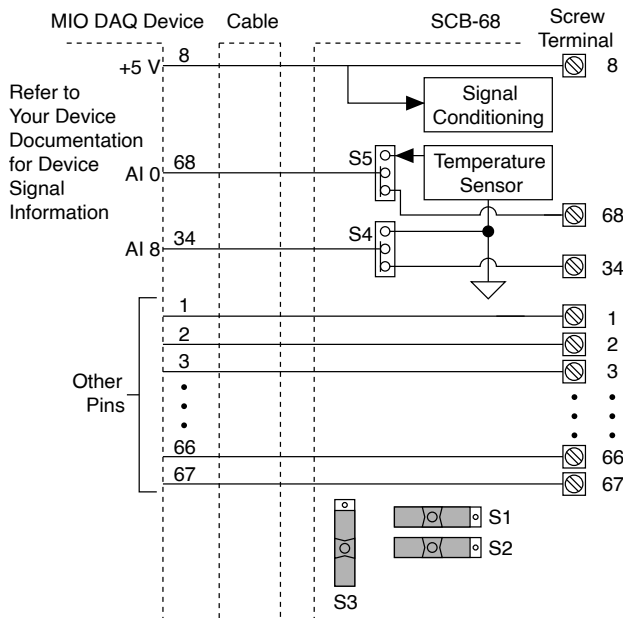 MIO DAQ Device
Cable
SCB-68
Screw
Terminal
+5 V
8
8
Refer to
Your Device
Documentation
for Device
Signal
Information
Signal
Conditioning
S5
Temperature
Sensor
AI 0
68
68
S4
AI 8
34
34
1
1
2
2
3
3
Other
Pins
66
66
67
67
S1
S2
S3